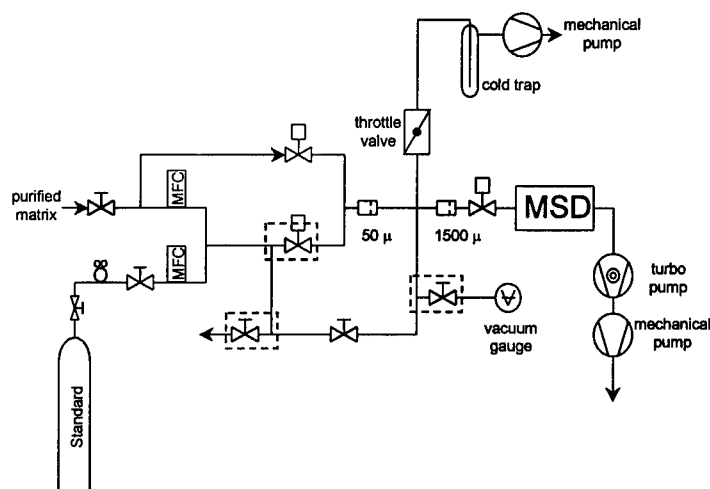 mechanical
pump
cold trap
throttle
valve
purified
matrix
MFC
50 μ
1500 μ
MSD
MFC
turbo
pump
vacuum
gauge
mechanical
pump
Standard